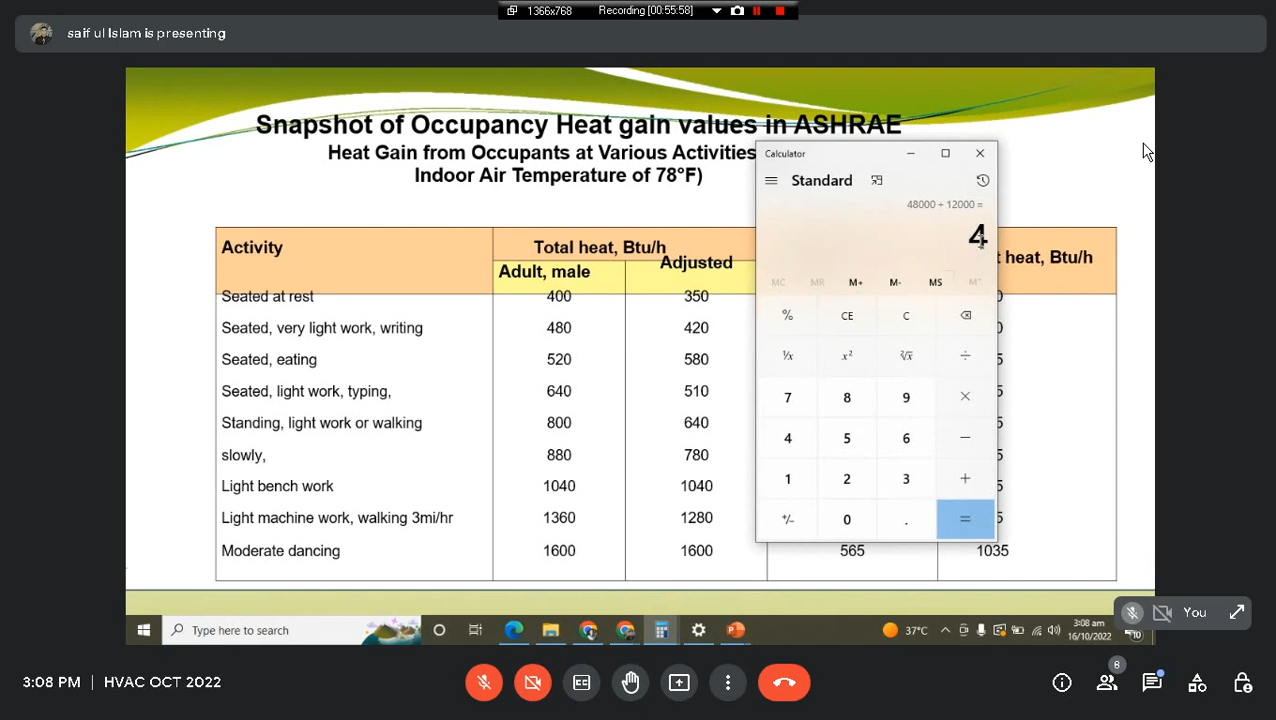 1366x768 Recording [00:55:58]
saif ul Islam is presenting
Snapshot of Occupancy Heat gain values in ASHRAE
Heat Gain from Occupants at Various Activities
Indoor Air Temperature of 78°F)
Activity Total heat, Btu/h heat, Btu/h
Adult, male Adjusted
Seated at rest 400 350
Seated, very light work, writing 480 420
Seated, eating 520 580
Seated, light work, typing, 640 510
Standing, light work or walking 800 640
slowly, 880 780
Light bench work 1040 1040
Light machine work, walking 3mi/hr 1360 1280
Moderate dancing 1600 1600 565 1035
Calculator
Standard
48000 ÷ 12000 =
4
MC MR M+ M- MS M˅
% CE C
¹/x x² ²√x ÷
7 8 9 ×
4 5 6 −
1 2 3 +
+/− 0 . =
Type here to search
37°C
3:08 am
16/10/2022
10
You
3:08 PM | HVAC OCT 2022
CC
8